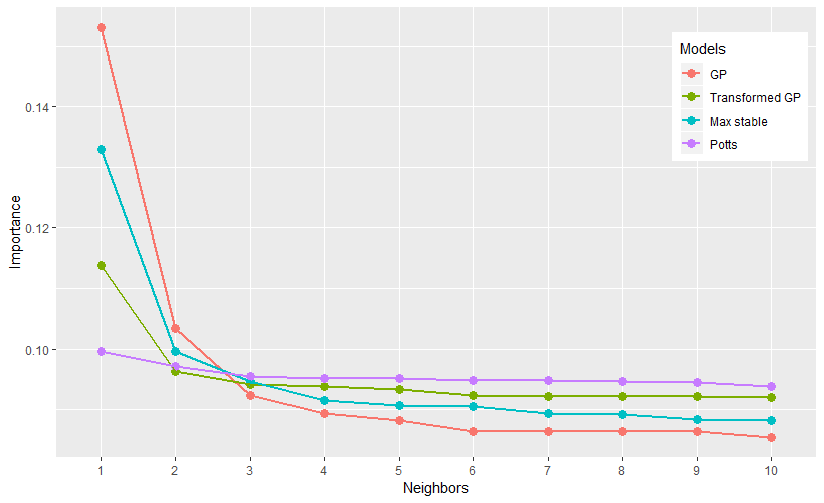 Importance
0.14
0.12
0.10
Models
GP
Transformed GP
Max stable
Potts
1 2 3 4 5 6 7 8 9 10
Neighbors